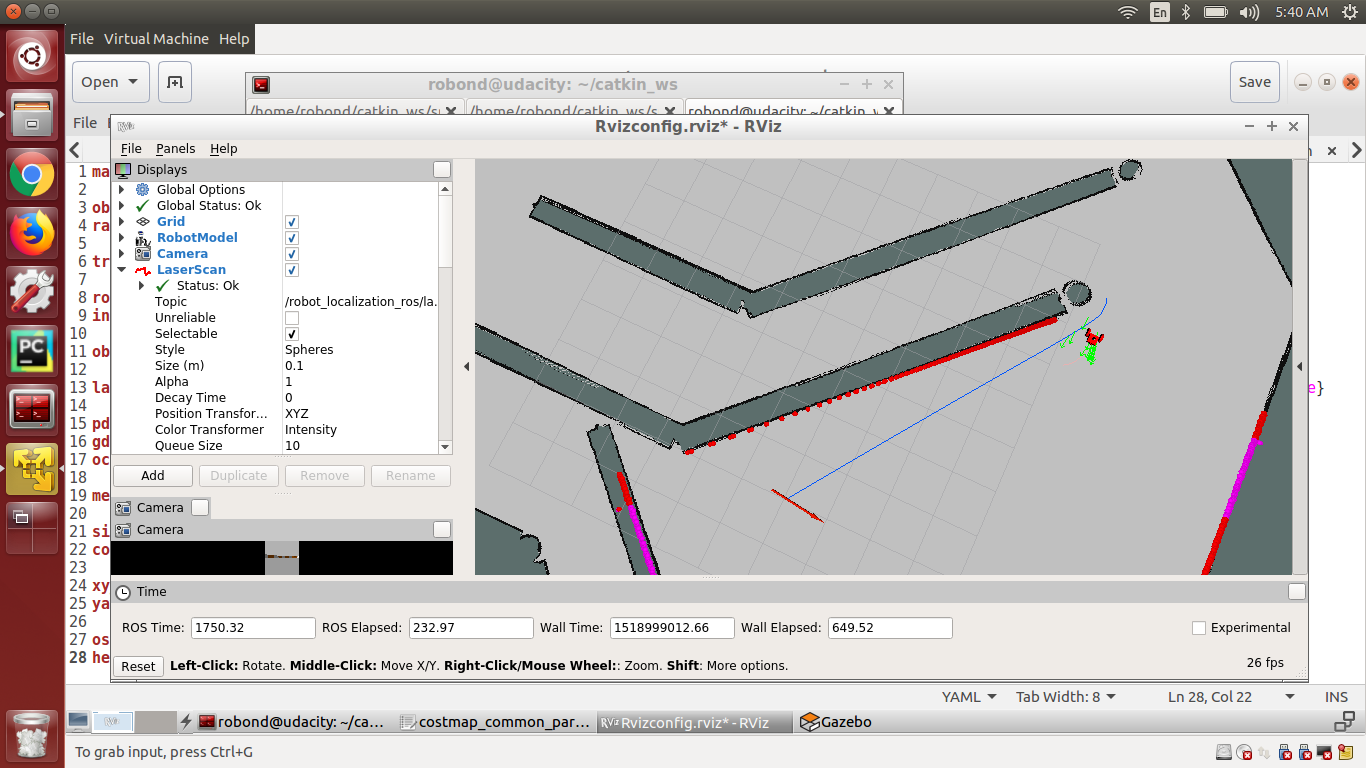 En 5:40 AM
File Virtual Machine Help
Open Save
robond@udacity: ~/catkin_ws
/home/robond/catkin_ws/s /home/robond/catkin_ws/s robond@udacity: ~/catkin_w
File
Rvizconfig.rviz* - RViz
File Panels Help
Displays
Global Options
Global Status: Ok
Grid
RobotModel
Camera
LaserScan
Status: Ok
Topic /robot_localization_ros/la...
Unreliable
Selectable
Style Spheres
Size (m) 0.1
Alpha 1
Decay Time 0
Position Transfor... XYZ
Color Transformer Intensity
Queue Size 10
Add Duplicate Remove Rename
Camera
Camera
1 ma
2
3 ob
4 ra
5
6 tr
7
8 ro
9 in
10
11 ob
12
13 la e}
14
15 pd
16 gd
17 oc
18
19 me
20
21 si
22 co
23
24 xy
25 ya
26
27 os
28 he
Time
ROS Time: 1750.32 ROS Elapsed: 232.97 Wall Time: 1518999012.66 Wall Elapsed: 649.52 Experimental
Reset Left-Click: Rotate. Middle-Click: Move X/Y. Right-Click/Mouse Wheel:: Zoom. Shift: More options. 26 fps
YAML Tab Width: 8 Ln 28, Col 22 INS
robond@udacity: ~/ca... costmap_common_par... Rvizconfig.rviz* - RViz Gazebo
To grab input, press Ctrl+G